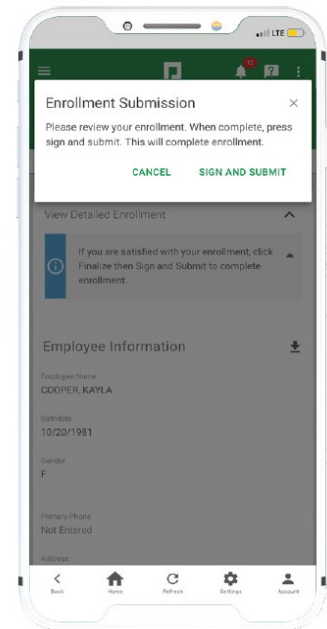 LTE
?
Enrollment Submission ×
Please review your enrollment. When complete, press
sign and submit. This will complete enrollment.
CANCEL SIGN AND SUBMIT
View Detailed Enrollment
If you are satisfied with your enrollment, click
Finalize then Sign and Submit to complete
enrollment.
Employee Information
Employee Name
COOPER, KAYLA
Birthdate
10/20/1981
Gender
F
Primary Phone
Not Entered
Address
Back Home Refresh Settings Account